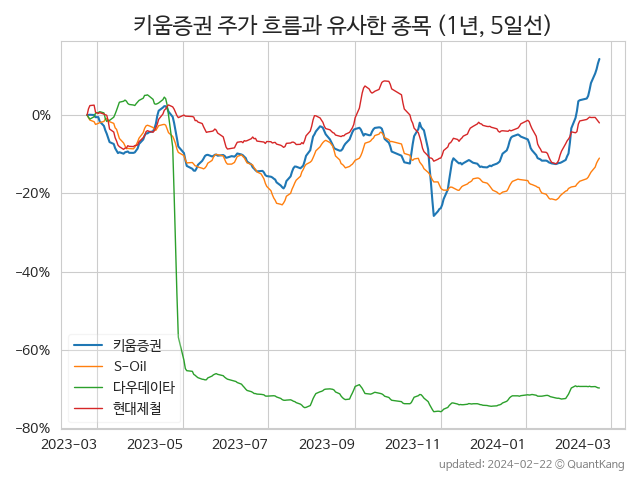 키움증권 주가 흐름과 유사한 종목 (1년, 5일선)
0%
−20%
−40%
−60%
−80%
키움증권
S-Oil
다우데이타
현대제철
2023-03
2023-05
2023-07
2023-09
2023-11
2024-01
2024-03
updated: 2024-02-22 © QuantKang